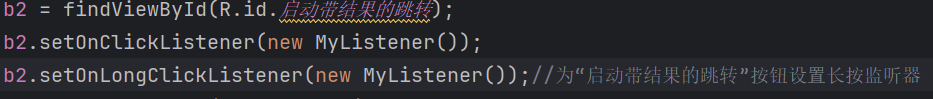 b2 = findViewById(R.id.启动带结果的跳转);
b2.setOnClickListener(new MyListener());
b2.setOnLongClickListener(new MyListener());//为“启动带结果的跳转”按钮设置长按监听器